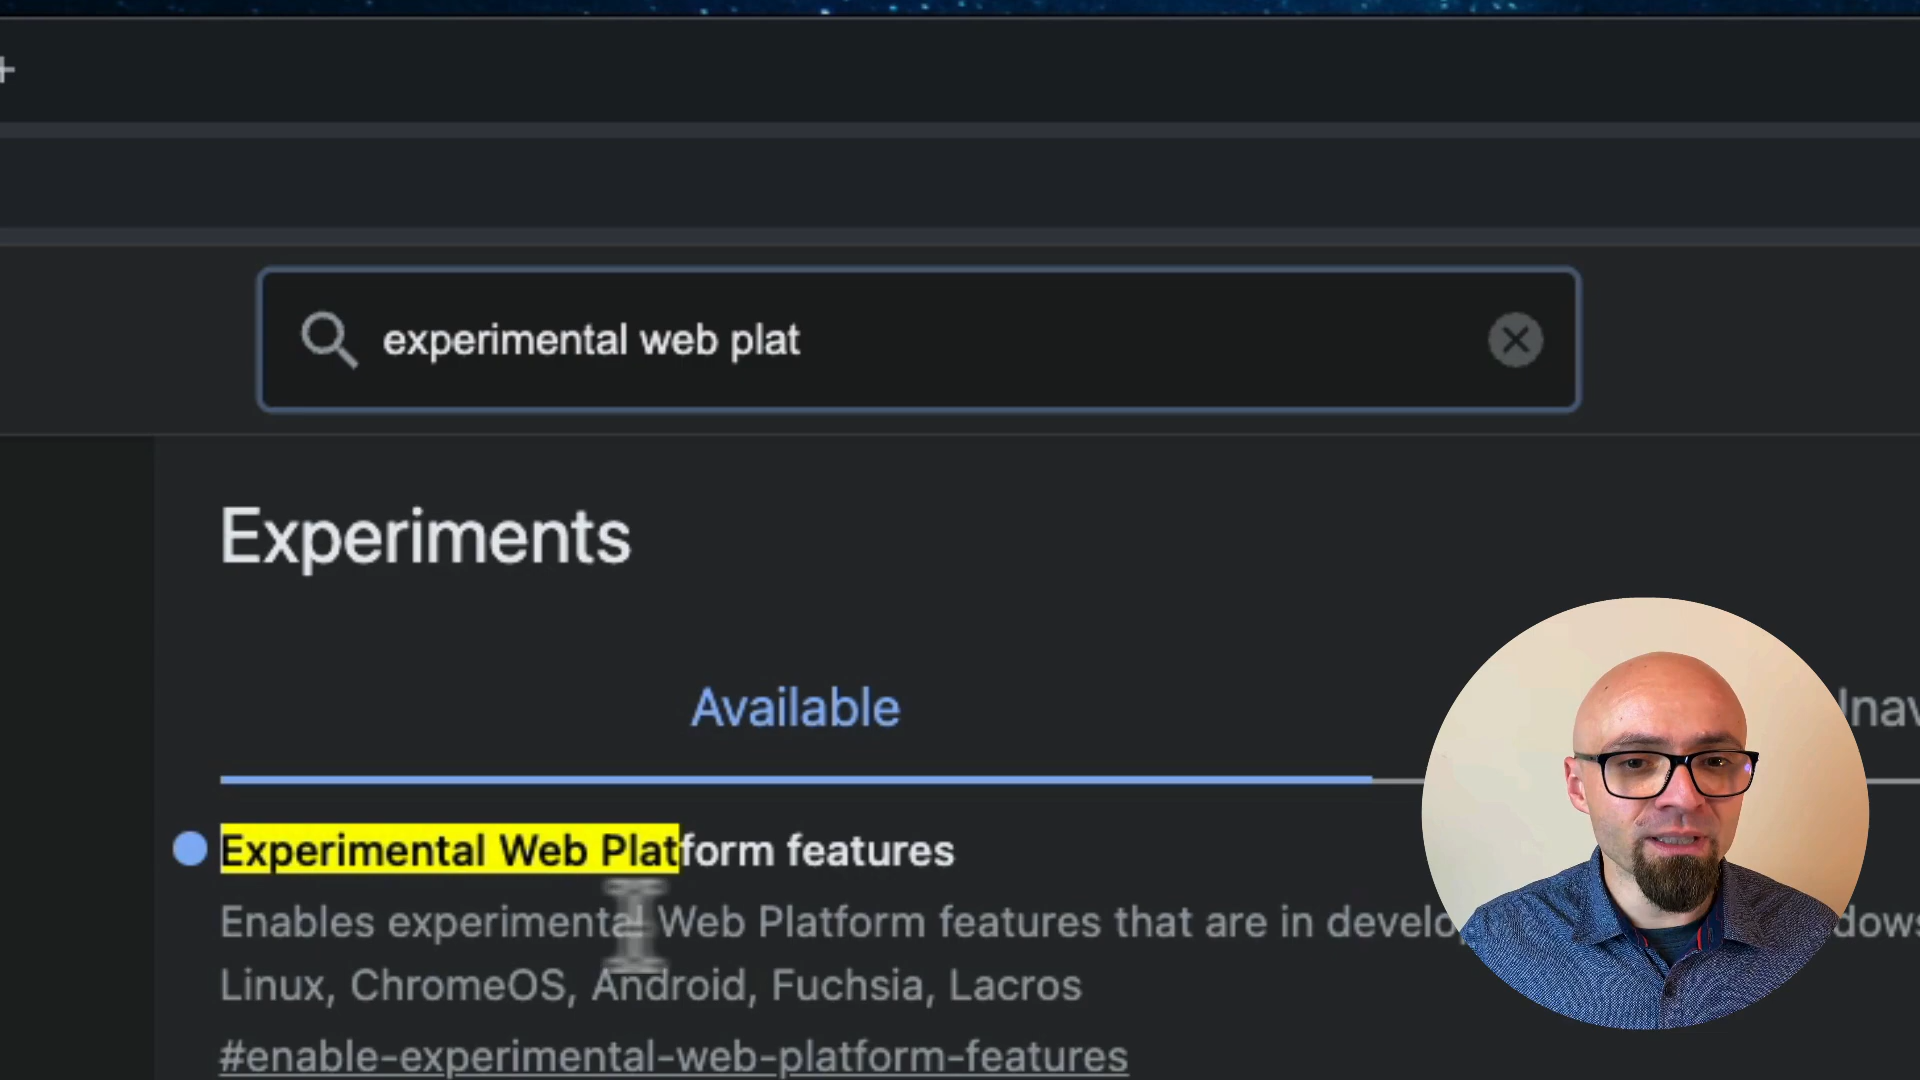 experimental web plat
Experiments
Available
Experimental Web Platform features
Enables experimental Web Platform features that are in
Linux, ChromeOS, Android, Fuchsia, Lacros
#enable-experimental-web-platform-features